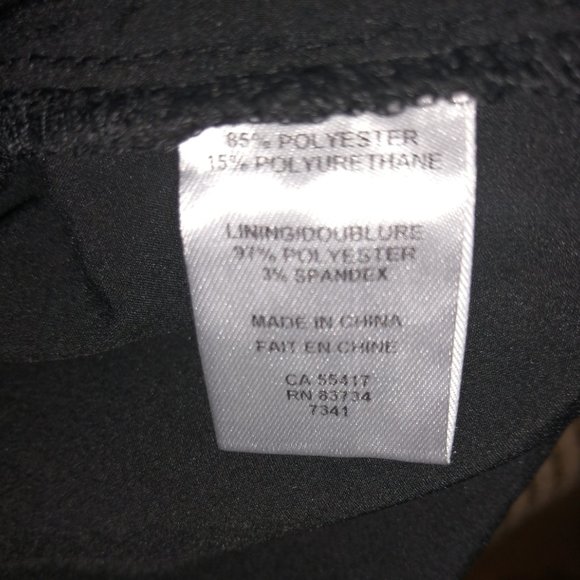 85% POLYESTER
15% POLYURETHANE
LINING/DOUBLURE
97% POLYESTER
3% SPANDEX
MADE IN CHINA
FAIT EN CHINE
CA 55417
RN 83734
7341